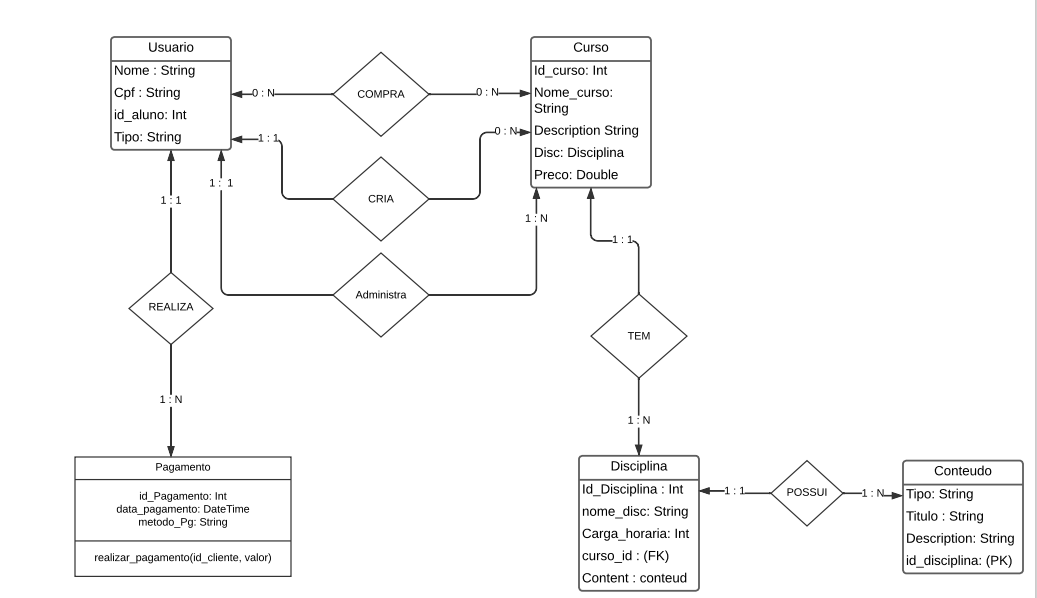 Usuario
Nome : String
Cpf : String
id_aluno: Int
Tipo: String
0 : N
COMPRA
0 : N
Curso
Id_curso: Int
Nome_curso:
String
Description String
Disc: Disciplina
Preco: Double
1 : 1
CRIA
0 : N
1 : 1
Administra
1 : N
1 : 1
REALIZA
1 : N
1 : 1
TEM
1 : N
Pagamento
id_Pagamento: Int
data_pagamento: DateTime
metodo_Pg: String
realizar_pagamento(id_cliente, valor)
Disciplina
Id_Disciplina : Int
nome_disc: String
Carga_horaria: Int
curso_id : (FK)
Content : conteud
1 : 1
POSSUI
1 : N
Conteudo
Tipo: String
Titulo : String
Description: String
id_disciplina: (PK)